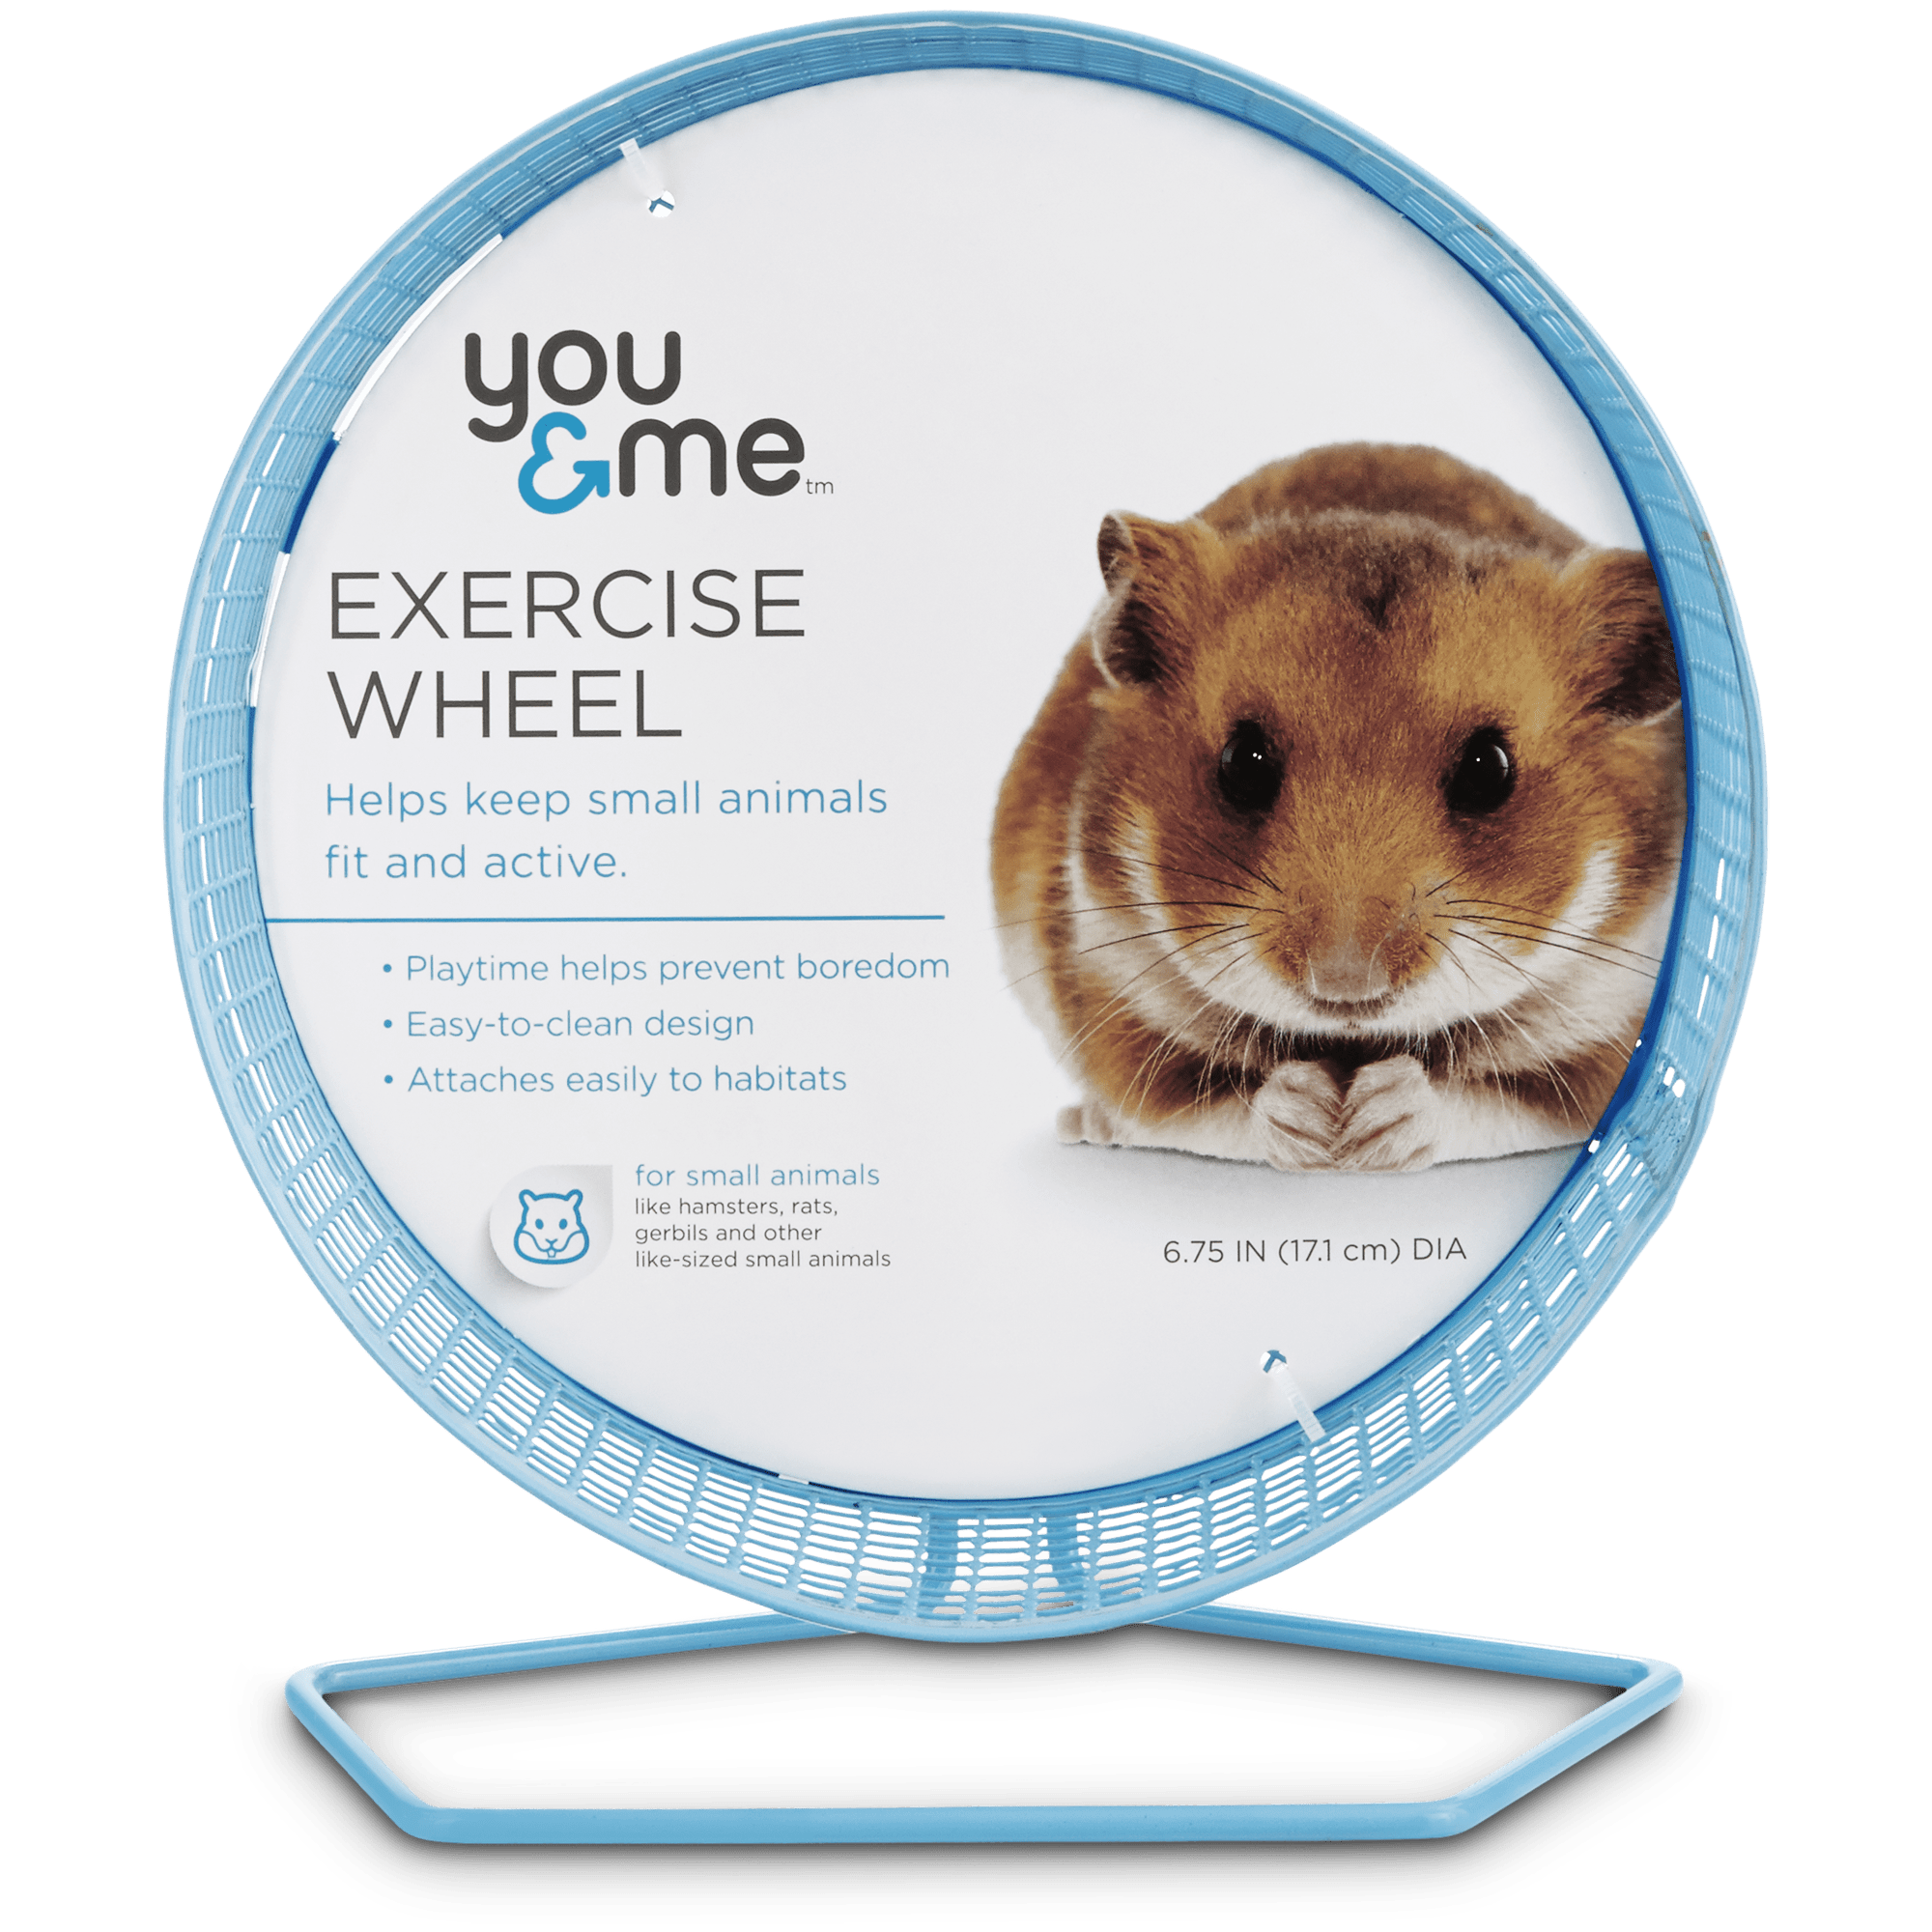 you
&me™
EXERCISE
WHEEL
Helps keep small animals
fit and active.
• Playtime helps prevent boredom
• Easy-to-clean design
• Attaches easily to habitats
for small animals
like hamsters, rats,
gerbils and other
like-sized small animals
6.75 IN (17.1 cm) DIA